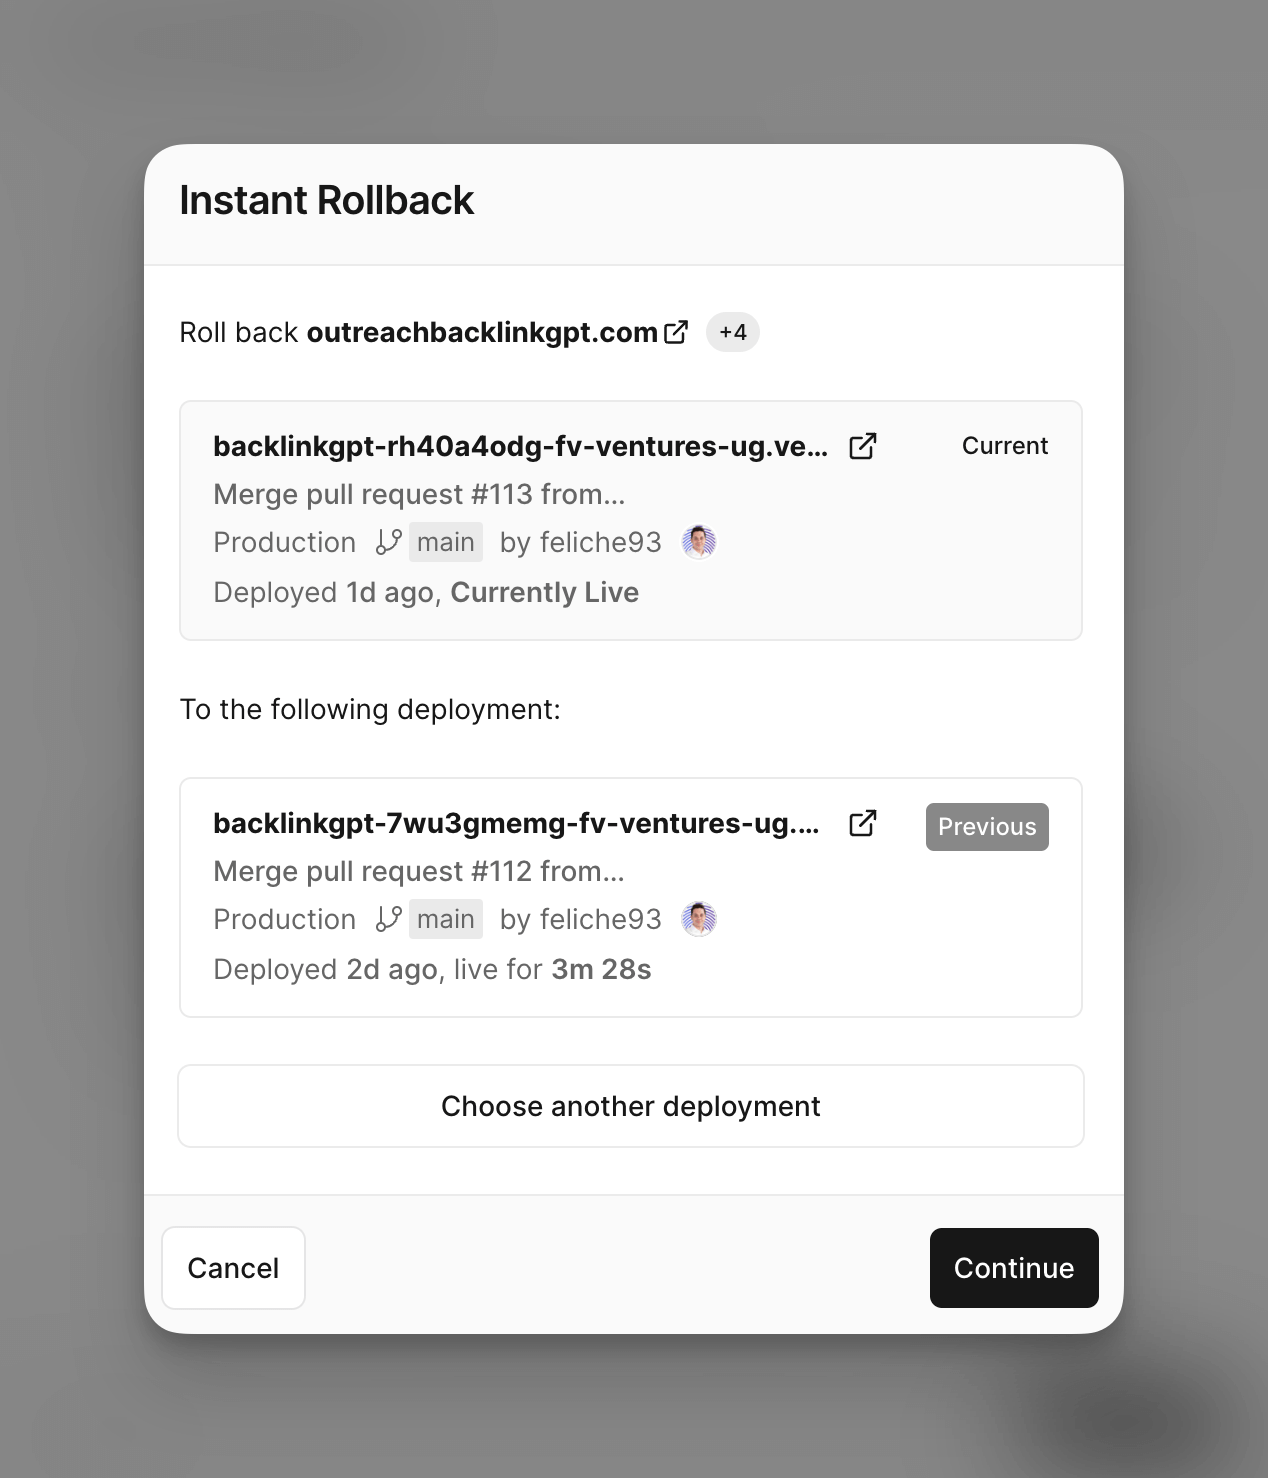 Instant Rollback
Roll back outreachbacklinkgpt.com +4
backlinkgpt-rh40a4odg-fv-ventures-ug.ve… Current
Merge pull request #113 from…
Production main by feliche93
Deployed 1d ago, Currently Live
To the following deployment:
backlinkgpt-7wu3gmemg-fv-ventures-ug.… Previous
Merge pull request #112 from…
Production main by feliche93
Deployed 2d ago, live for 3m 28s
Choose another deployment
Cancel Continue